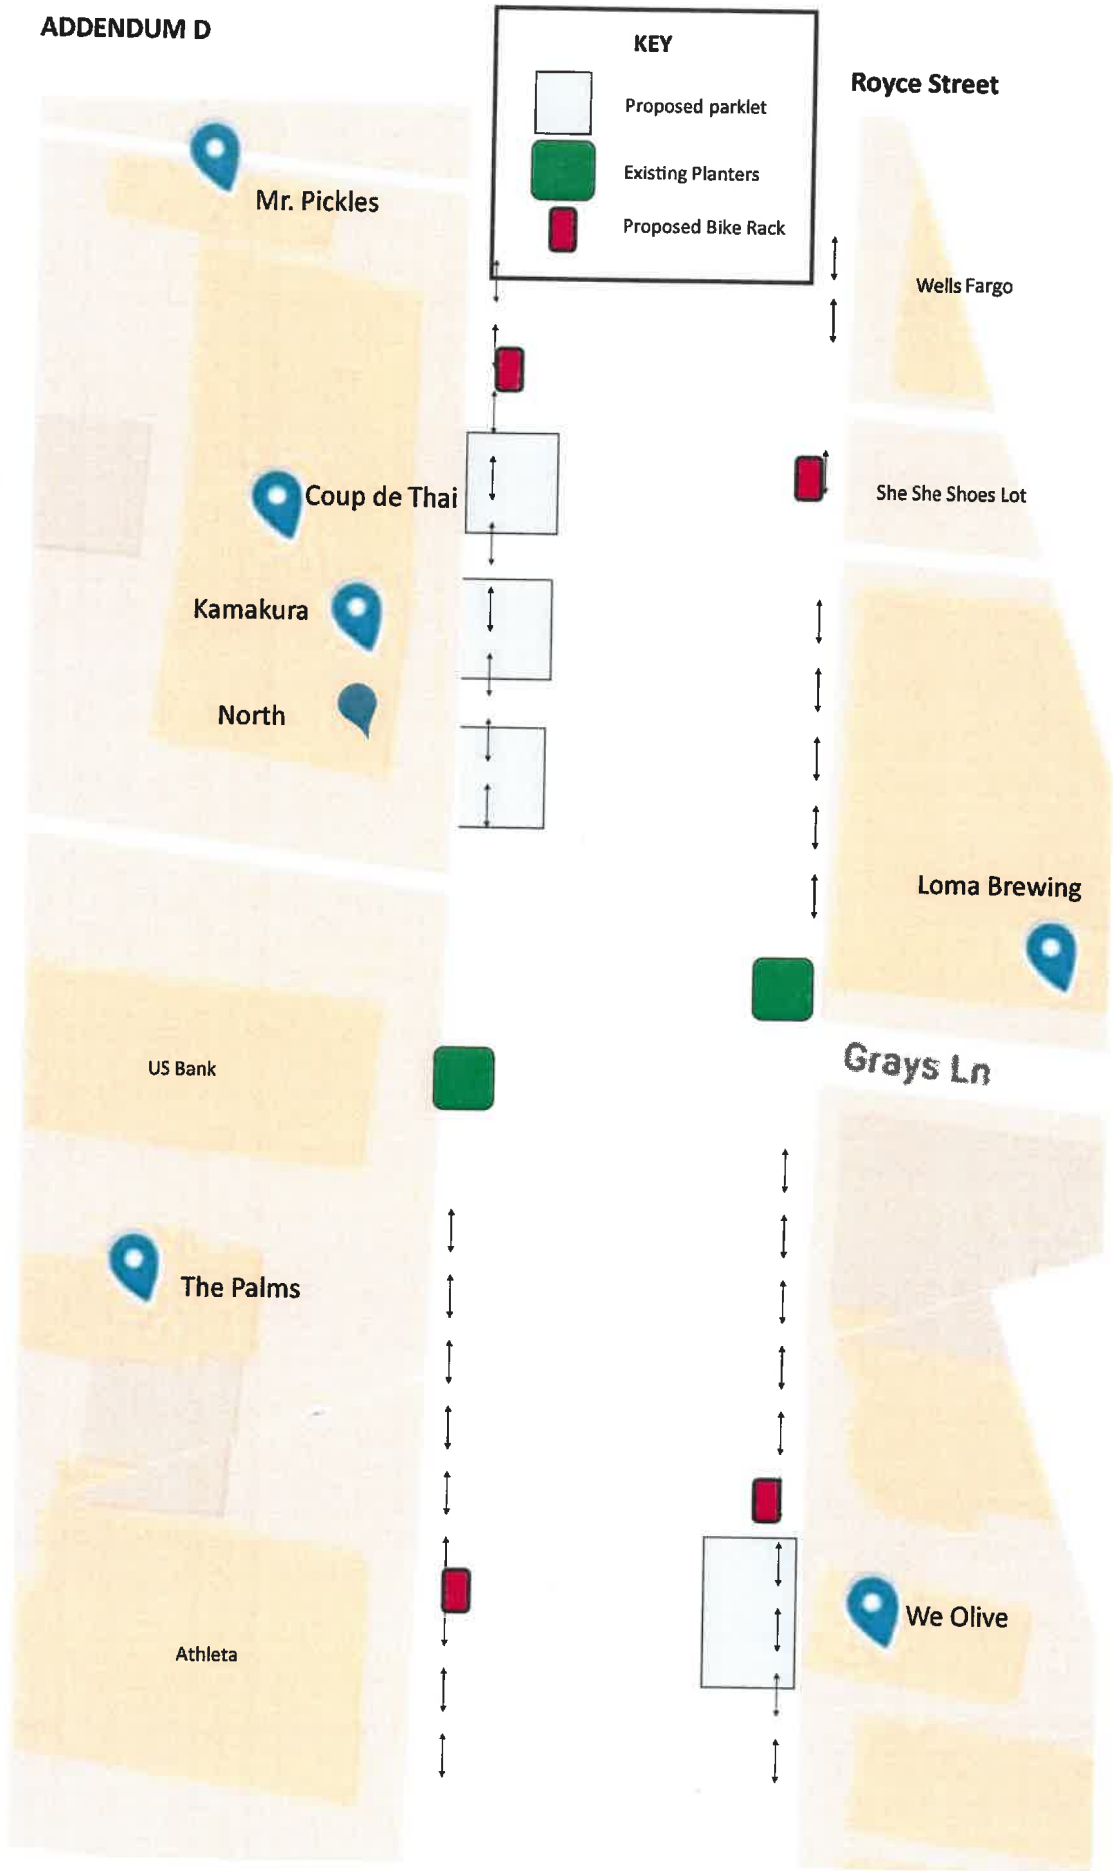 ADDENDUM D
KEY
Proposed parklet
Existing Planters
Proposed Bike Rack
Royce Street
Mr. Pickles
Wells Fargo
Coup de Thai
She She Shoes Lot
Kamakura
North
Loma Brewing
Grays Ln
US Bank
The Palms
We Olive
Athleta